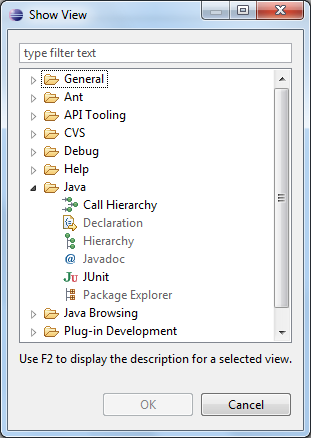 Show View
type filter text
General
Ant
API Tooling
CVS
Debug
Help
Java
Call Hierarchy
Declaration
Hierarchy
@ Javadoc
Ju JUnit
Package Explorer
Java Browsing
Plug-in Development
Use F2 to display the description for a selected view.
OK Cancel